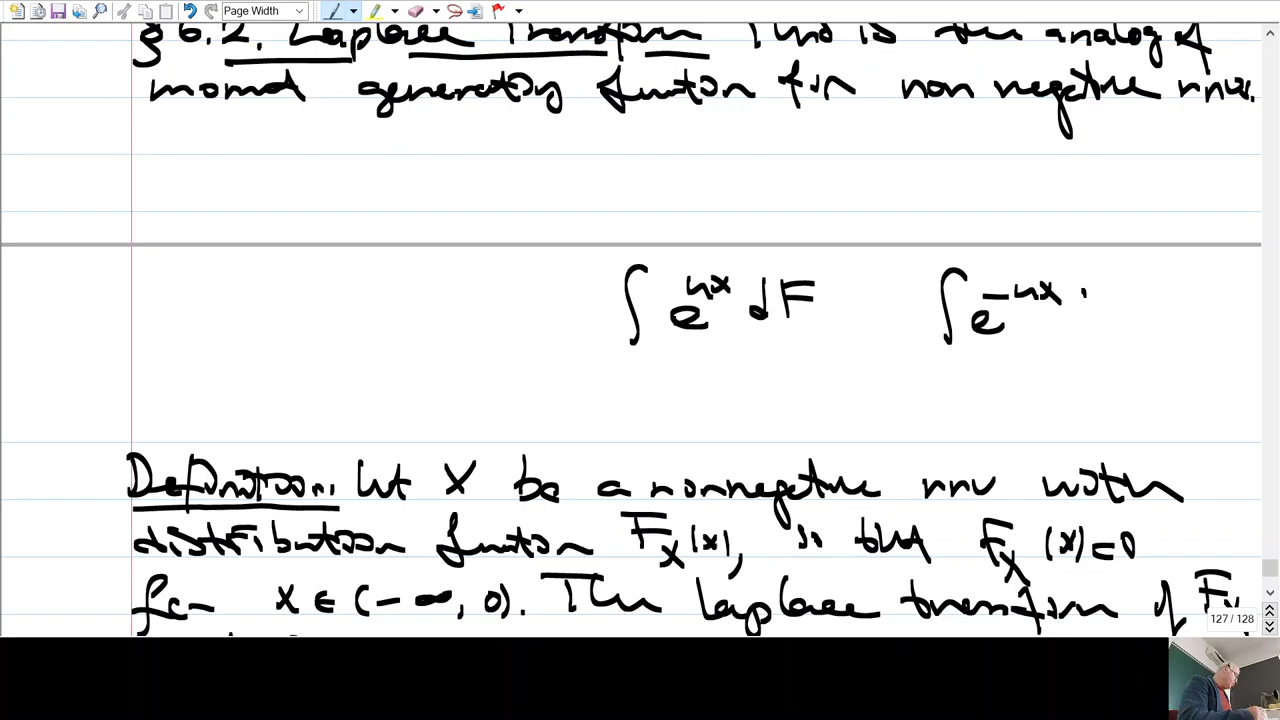 Page Width
§ 6.2. Laplace Transform This is the analog of
moment generating function for non negative rrvs.
∫ e^{ux} dF ∫ e^{-ux}
Definition: Let X be a nonnegative rrv with
distribution function F_X(x), so that F_X(x)=0
for x ∈ (-∞, 0). The Laplace transform of F_X
127 / 128